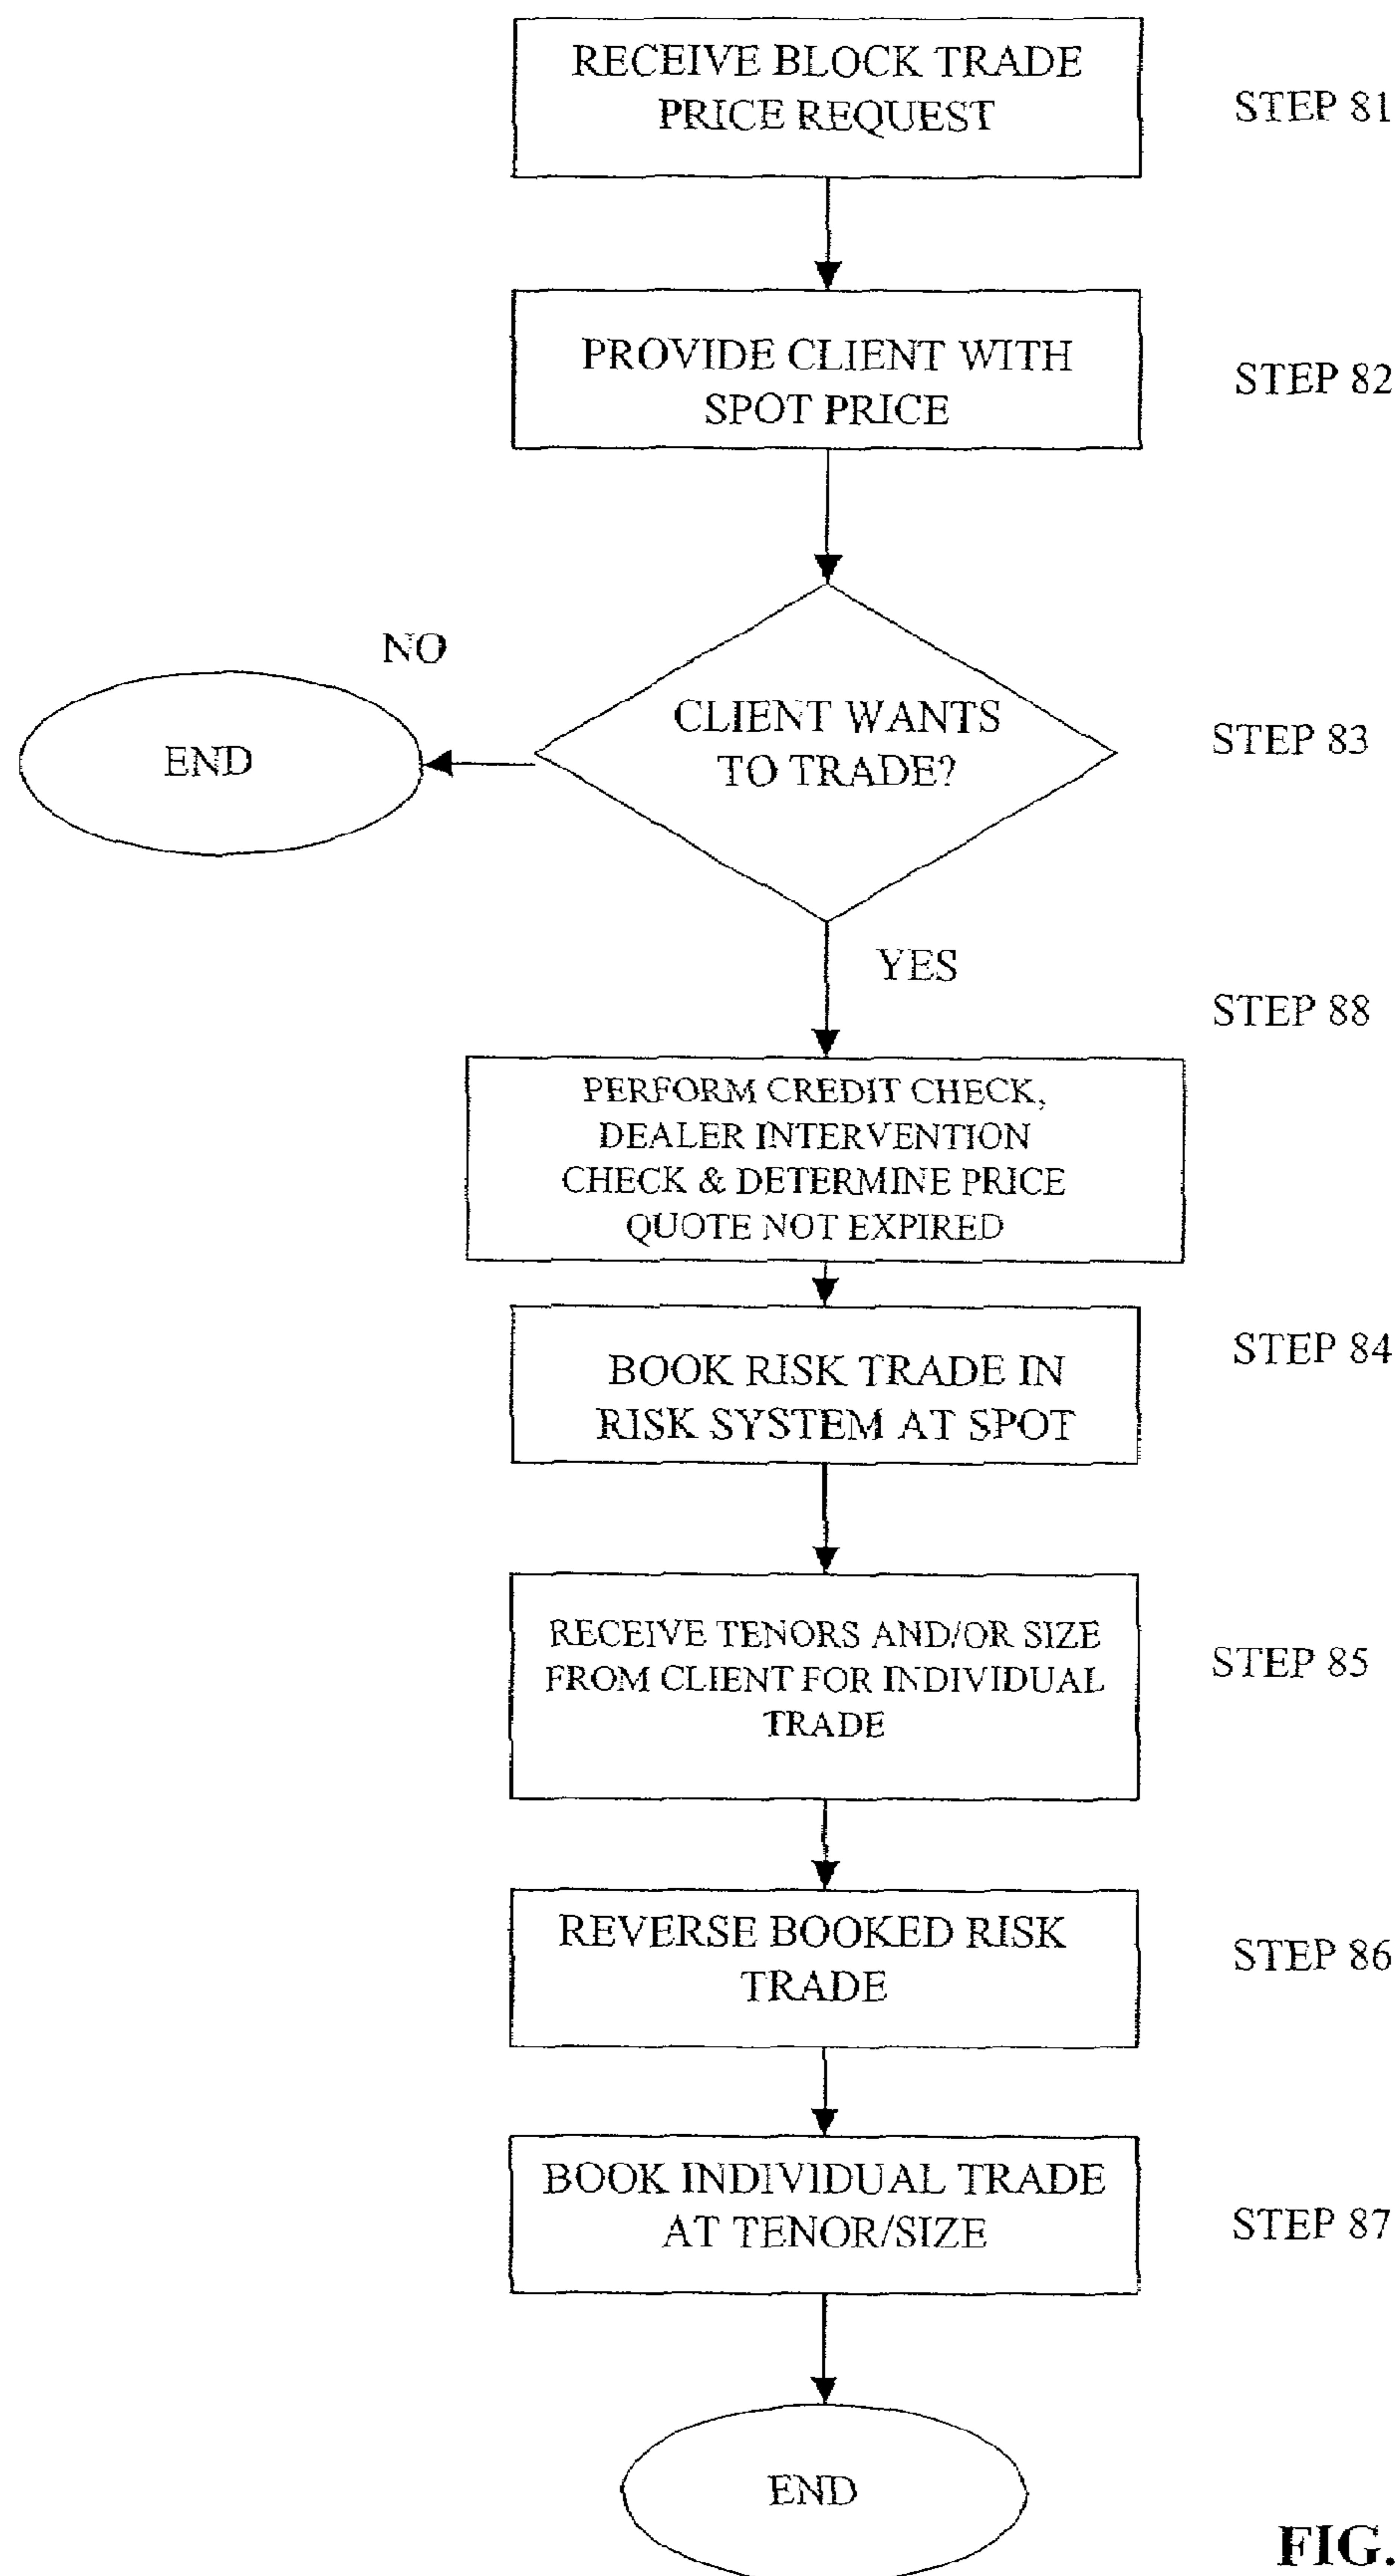 RECEIVE BLOCK TRADE
PRICE REQUEST
STEP 81
PROVIDE CLIENT WITH
SPOT PRICE
STEP 82
NO
CLIENT WANTS
TO TRADE?
STEP 83
END
YES
STEP 88
PERFORM CREDIT CHECK,
DEALER INTERVENTION
CHECK & DETERMINE PRICE
QUOTE NOT EXPIRED
BOOK RISK TRADE IN
RISK SYSTEM AT SPOT
STEP 84
RECEIVE TENORS AND/OR SIZE
FROM CLIENT FOR INDIVIDUAL
TRADE
STEP 85
REVERSE BOOKED RISK
TRADE
STEP 86
BOOK INDIVIDUAL TRADE
AT TENOR/SIZE
STEP 87
END
FIG.